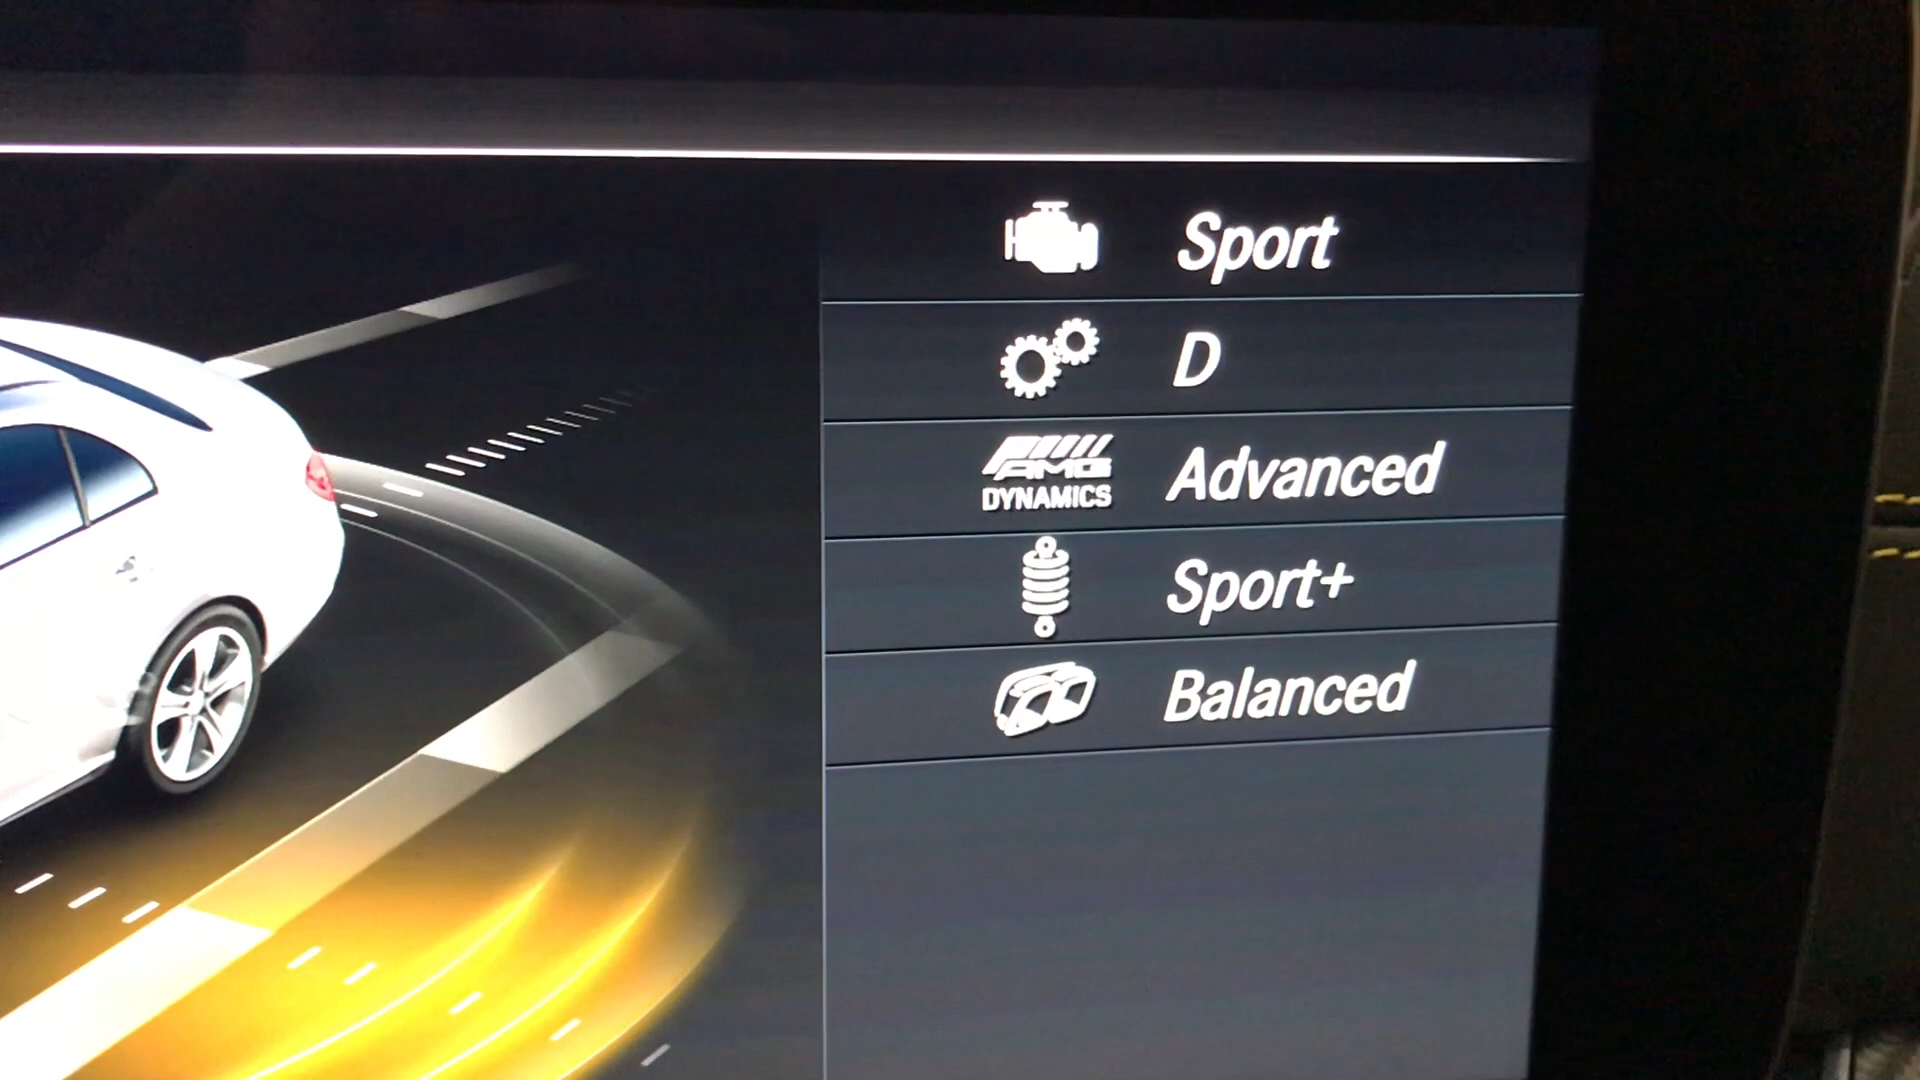 Sport
D
AMG
DYNAMICS
Advanced
Sport+
Balanced